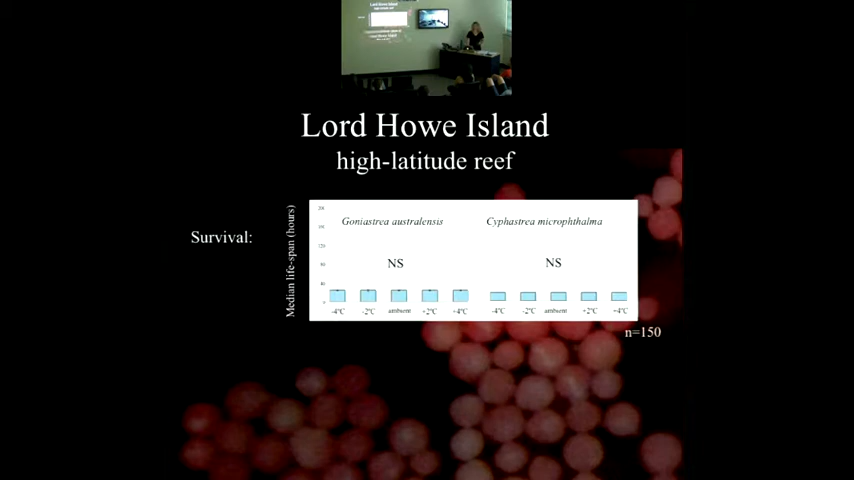 Lord Howe Island
high-latitude reef
Survival:
Median life-span (hours)
Goniastrea australensis
Cyphastrea microphthalma
NS
NS
-4°C -2°C ambient +2°C +4°C
-4°C -2°C ambient +2°C +4°C
n=150